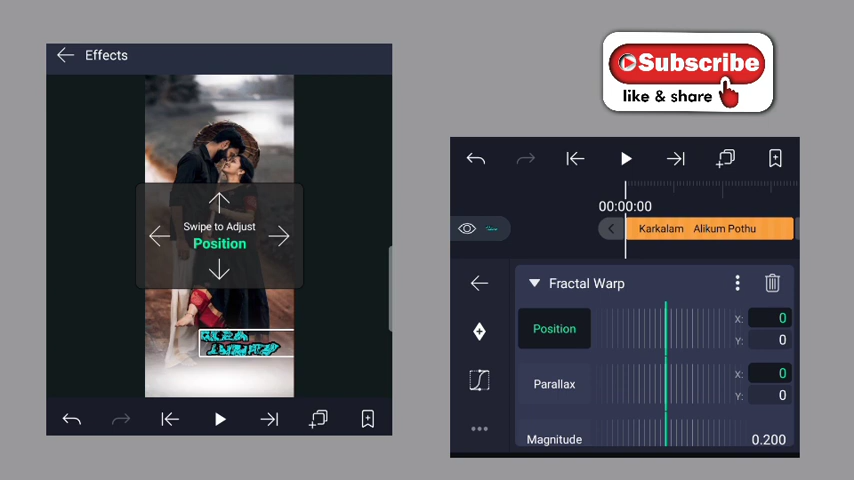 Effects
Swipe to Adjust
Position
Subscribe
like & share
00:00:00
Karkalam Alikum Pothu
Fractal Warp
Position
X: 0
Y: 0
Parallax
X: 0
Y: 0
Magnitude
0.200